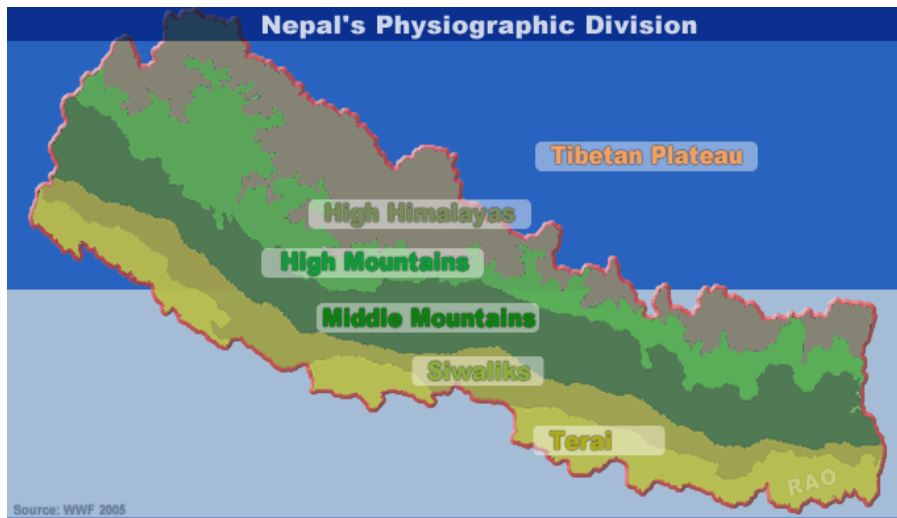 Nepal's Physiographic Division
Tibetan Plateau
High Himalayas
High Mountains
Middle Mountains
Siwaliks
Terai
RAO
Source: WWF 2005